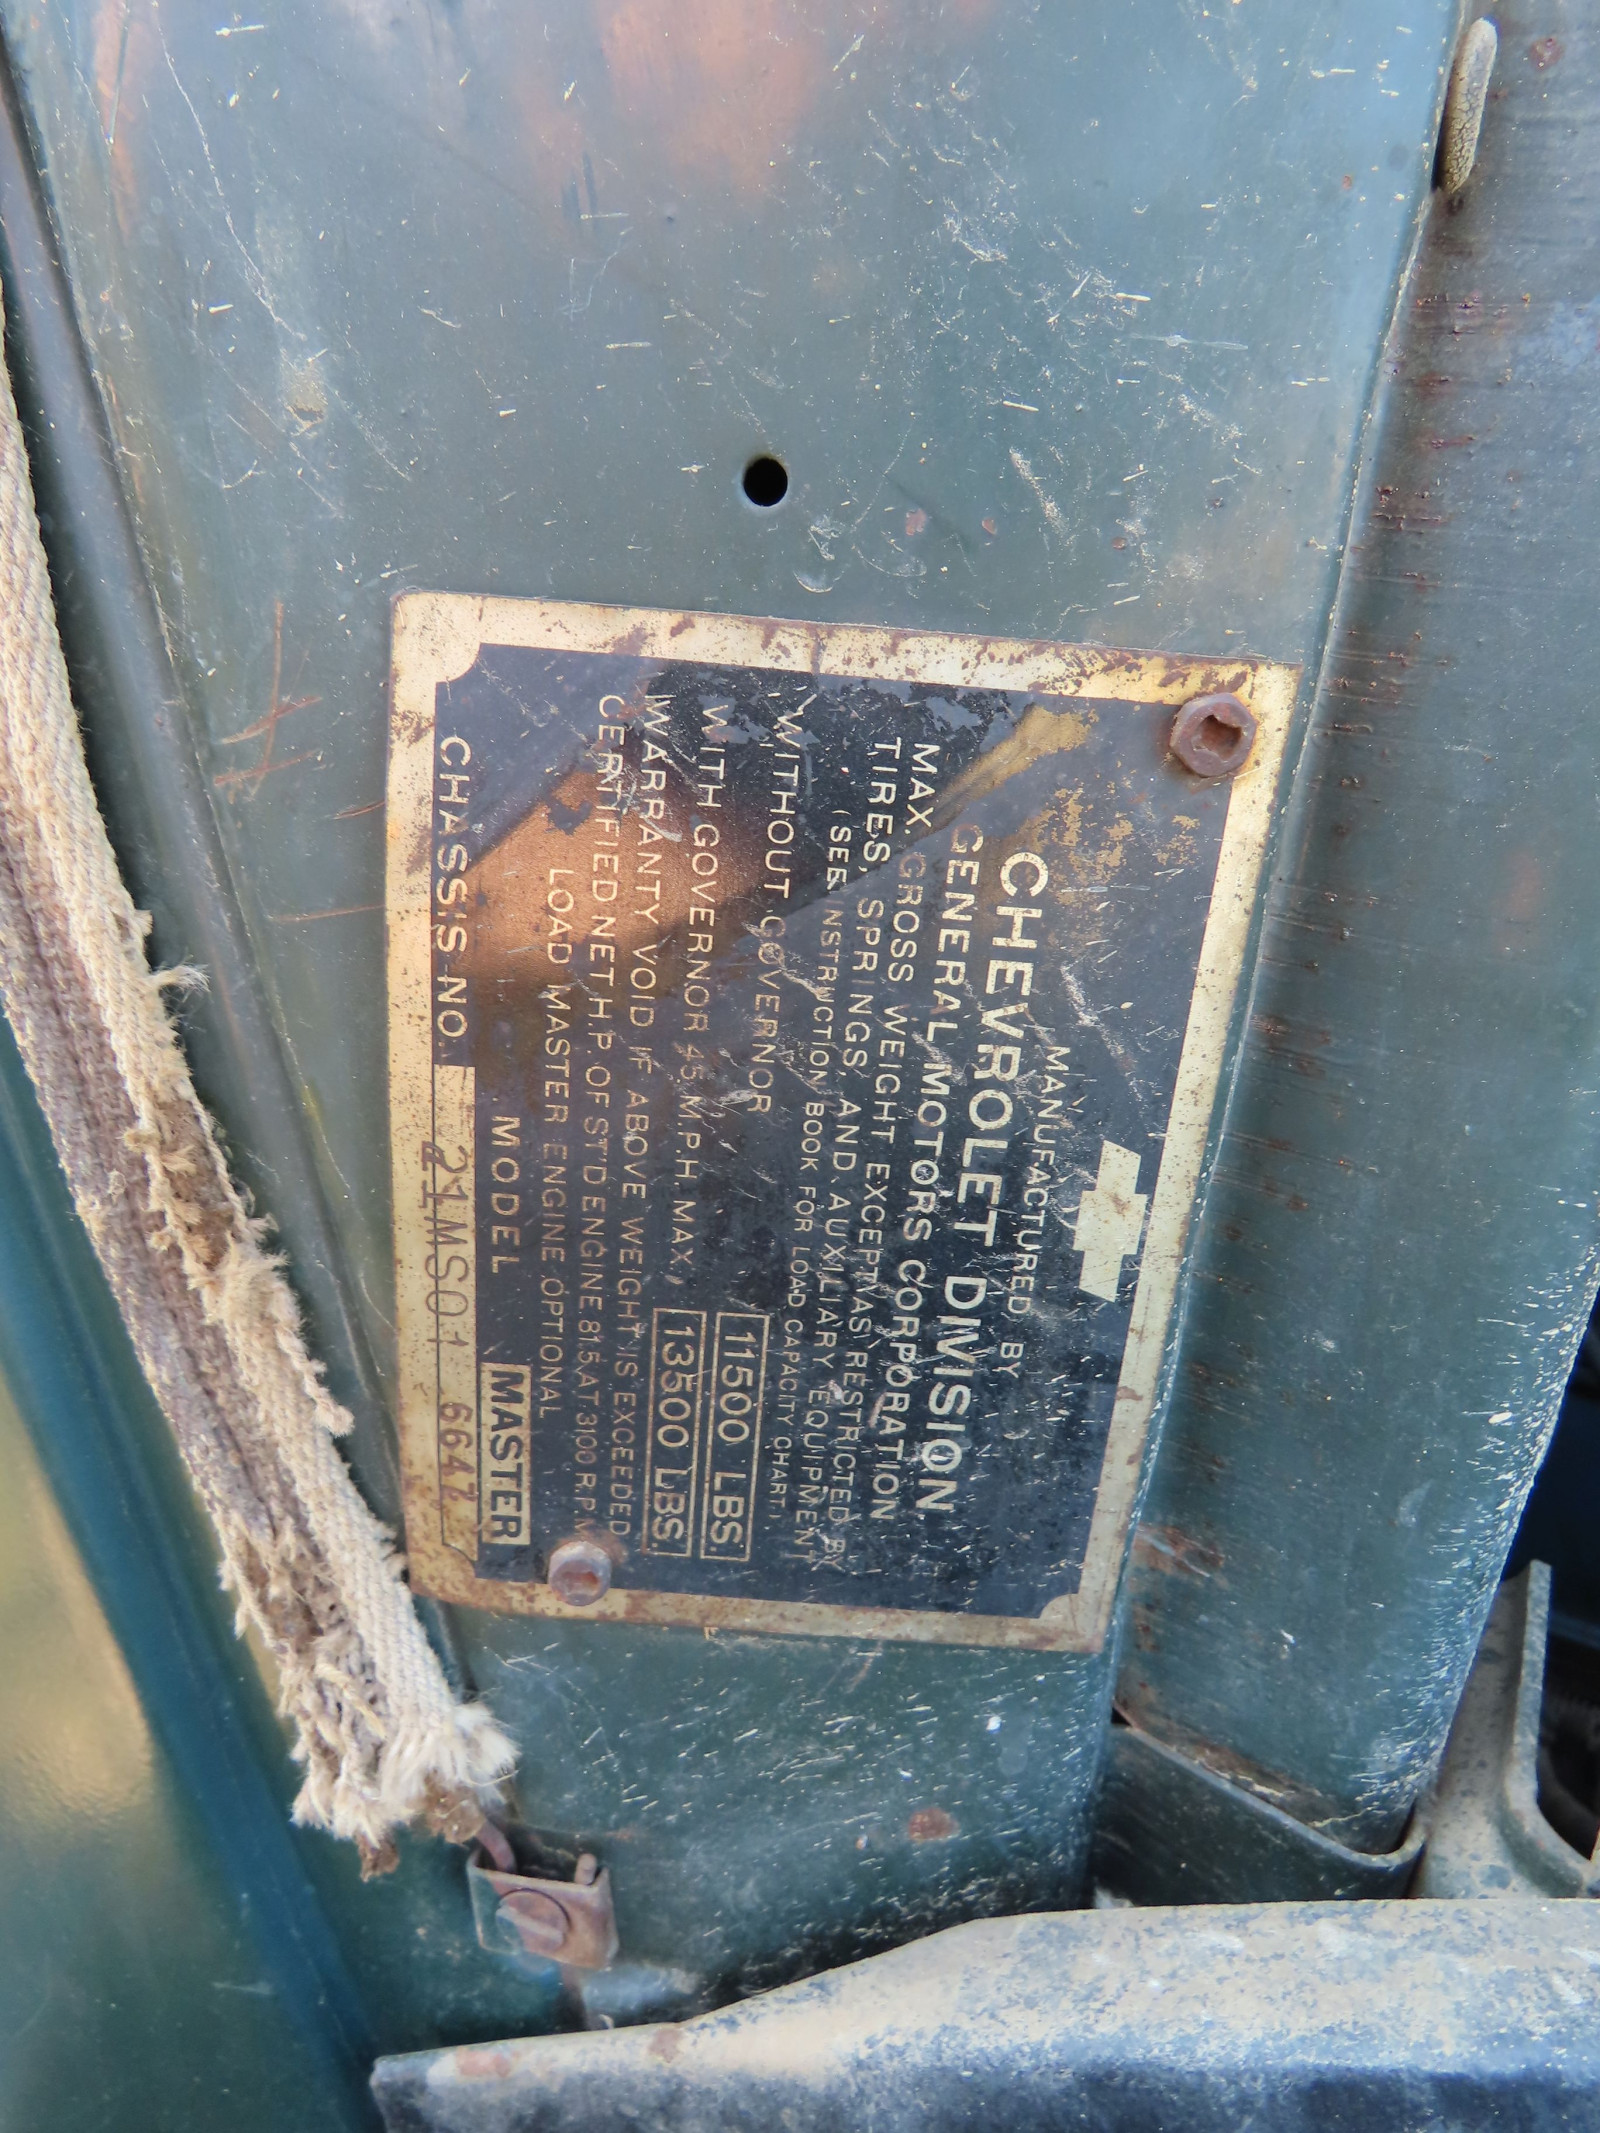 MANUFACTURED BY
CHEVROLET DIVISION
GENERAL MOTORS CORPORATION
MAX. GROSS WEIGHT EXCEPT AS RESTRICTED BY
TIRES, SPRINGS AND AUXILIARY EQUIPMENT
(SEE INSTRUCTION BOOK FOR LOAD CAPACITY CHART)
WITHOUT GOVERNOR 11500 LBS.
WITH GOVERNOR 45 M.P.H. MAX, 13500 LBS.
WARRANTY VOID IF ABOVE WEIGHT IS EXCEEDED
CERTIFIED NET H.P. OF ST'D ENGINE 81.5 AT 3100 R.P.M.
LOAD MASTER ENGINE OPTIONAL
MODEL MASTER
CHASSIS NO. 21MS01 6647